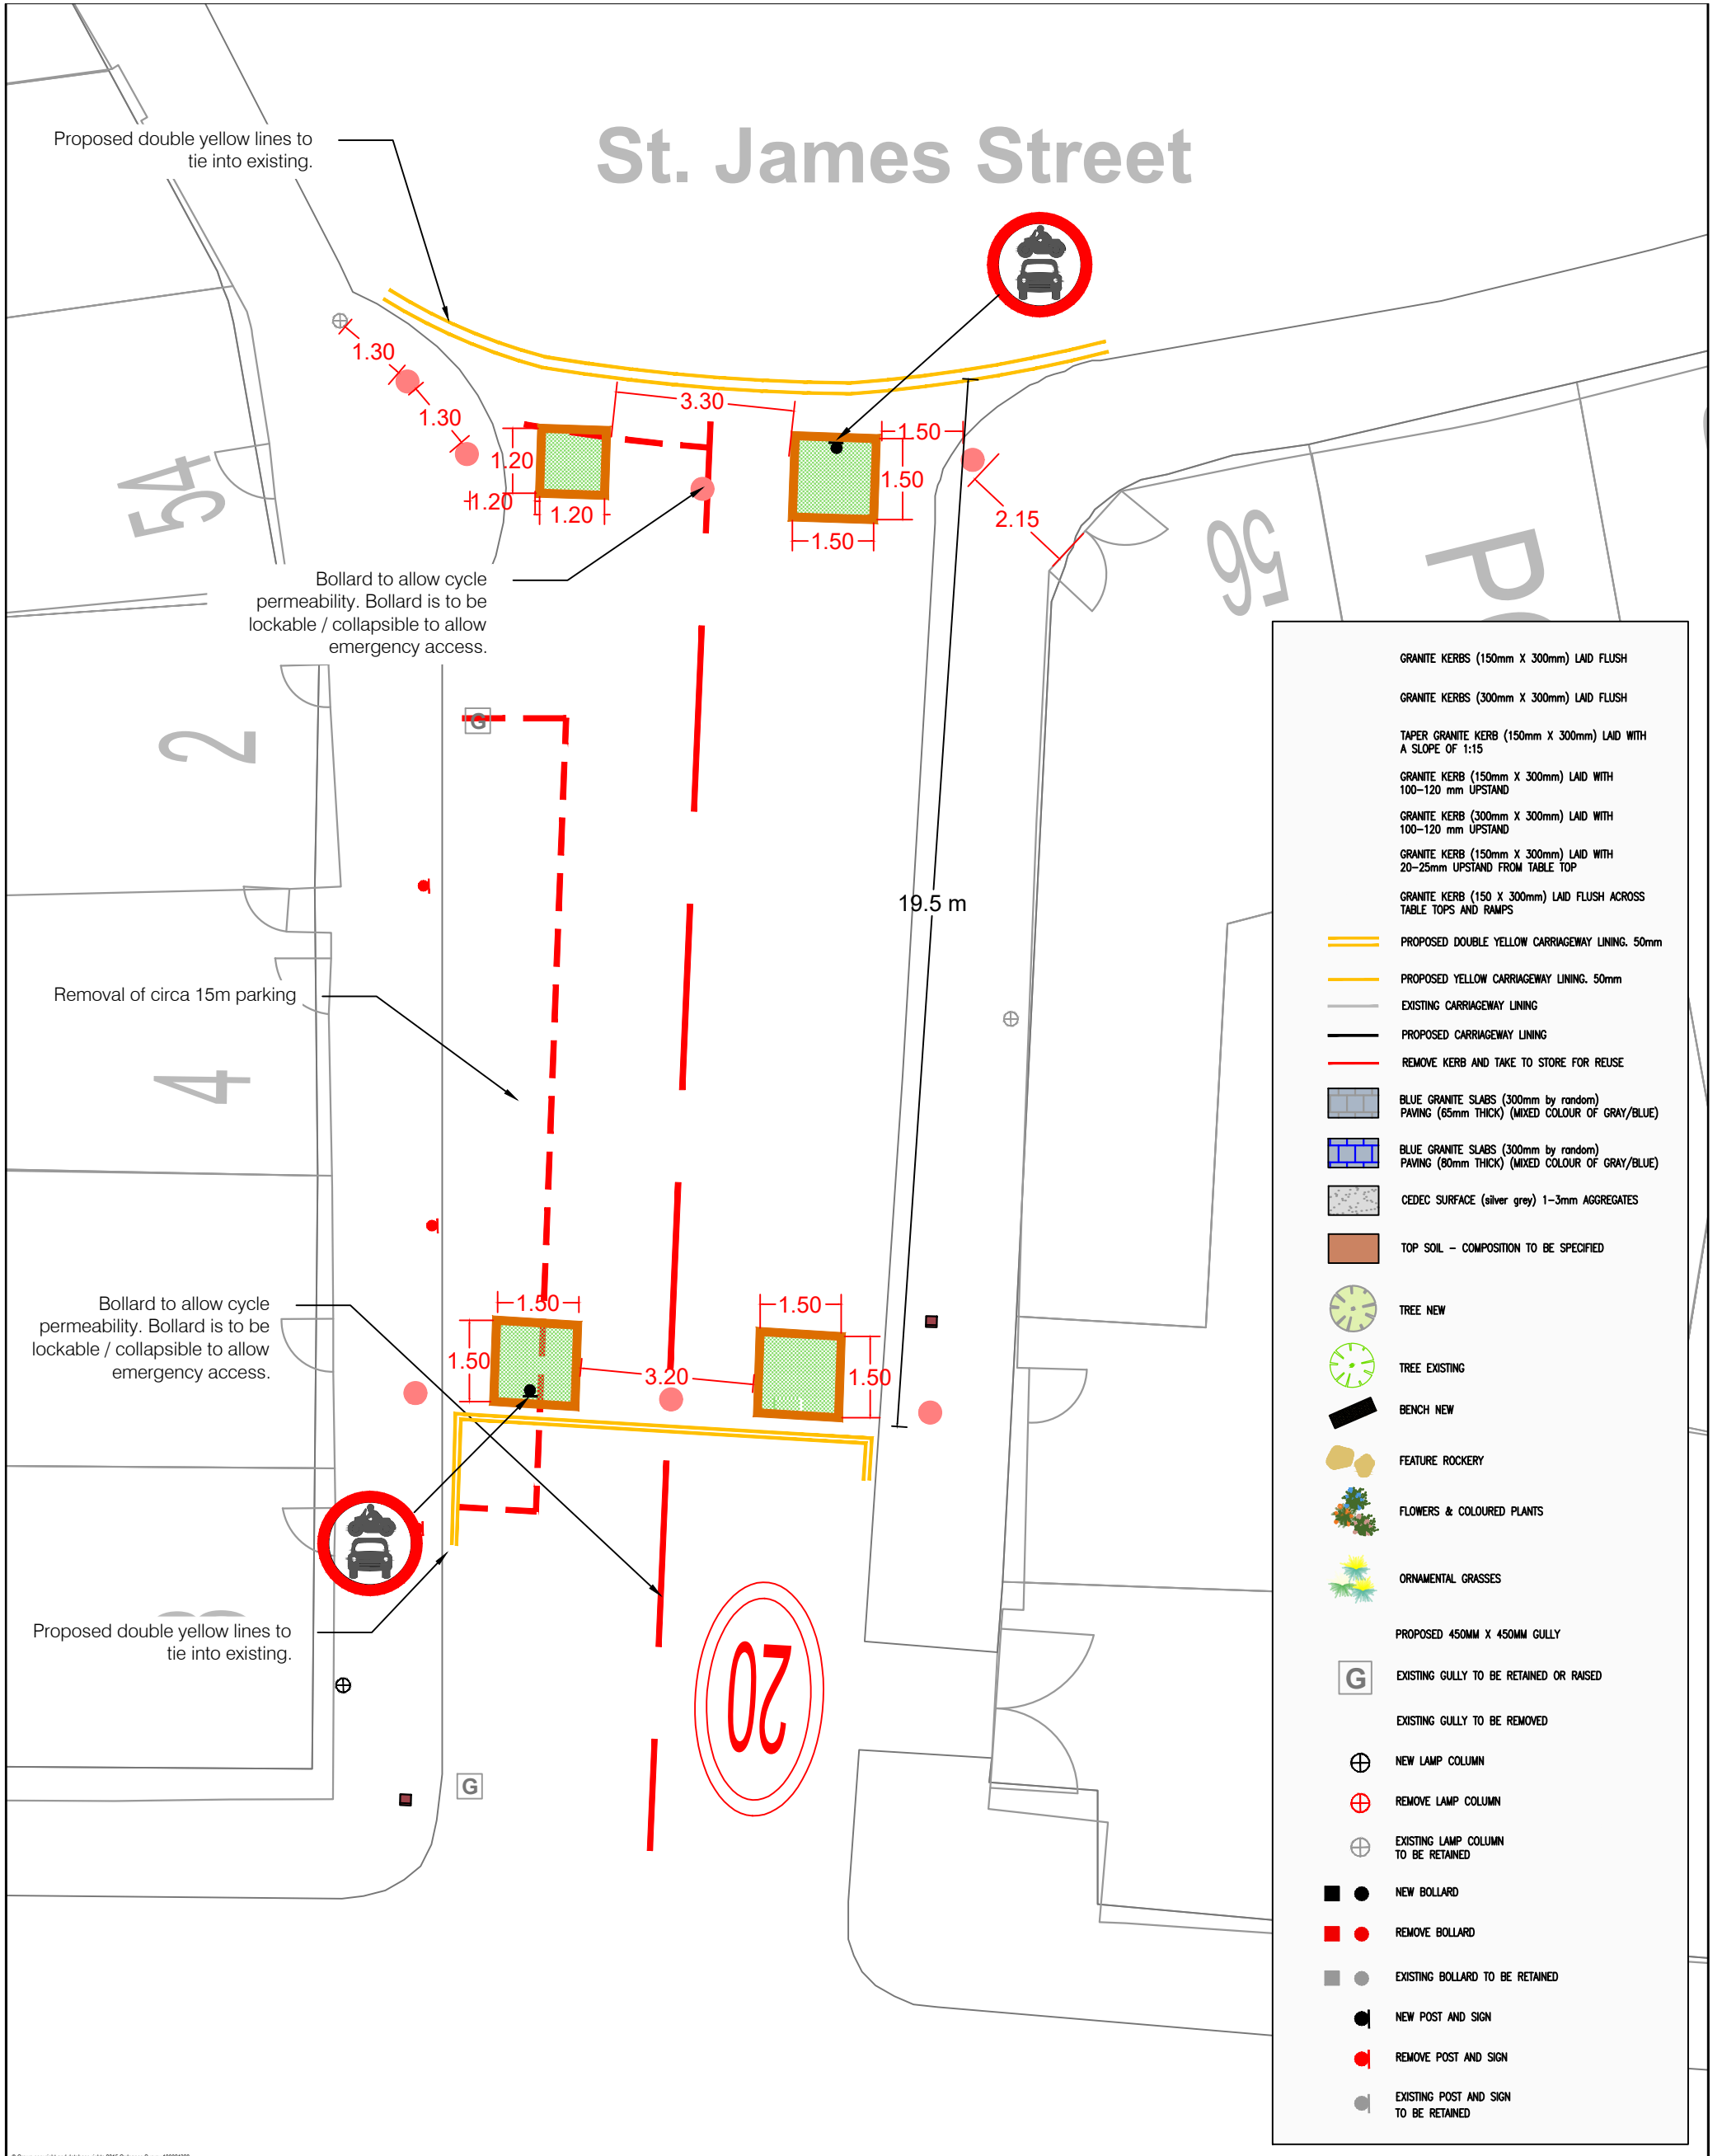 St. James Street
Proposed double yellow lines to
tie into existing.
1.30
1.30
3.30
1.20
1.20
1.20
1.50
1.50
1.50
2.15
54
56
Bollard to allow cycle
permeability. Bollard is to be
lockable / collapsible to allow
emergency access.
2
G
19.5 m
Removal of circa 15m parking
4
Bollard to allow cycle
permeability. Bollard is to be
lockable / collapsible to allow
emergency access.
1.50
1.50
1.50
3.20
1.50
Proposed double yellow lines to
tie into existing.
20
G
GRANITE KERBS (150mm X 300mm) LAID FLUSH
GRANITE KERBS (300mm X 300mm) LAID FLUSH
TAPER GRANITE KERB (150mm X 300mm) LAID WITH
A SLOPE OF 1:15
GRANITE KERB (150mm X 300mm) LAID WITH
100-120 mm UPSTAND
GRANITE KERB (300mm X 300mm) LAID WITH
100-120 mm UPSTAND
GRANITE KERB (150mm X 300mm) LAID WITH
20-25mm UPSTAND FROM TABLE TOP
GRANITE KERB (150 X 300mm) LAID FLUSH ACROSS
TABLE TOPS AND RAMPS
PROPOSED DOUBLE YELLOW CARRIAGEWAY LINING. 50mm
PROPOSED YELLOW CARRIAGEWAY LINING. 50mm
EXISTING CARRIAGEWAY LINING
PROPOSED CARRIAGEWAY LINING
REMOVE KERB AND TAKE TO STORE FOR REUSE
BLUE GRANITE SLABS (300mm by random)
PAVING (65mm THICK) (MIXED COLOUR OF GRAY/BLUE)
BLUE GRANITE SLABS (300mm by random)
PAVING (80mm THICK) (MIXED COLOUR OF GRAY/BLUE)
CEDEC SURFACE (silver grey) 1-3mm AGGREGATES
TOP SOIL - COMPOSITION TO BE SPECIFIED
TREE NEW
TREE EXISTING
BENCH NEW
FEATURE ROCKERY
FLOWERS & COLOURED PLANTS
ORNAMENTAL GRASSES
PROPOSED 450MM X 450MM GULLY
G EXISTING GULLY TO BE RETAINED OR RAISED
EXISTING GULLY TO BE REMOVED
NEW LAMP COLUMN
REMOVE LAMP COLUMN
EXISTING LAMP COLUMN
TO BE RETAINED
NEW BOLLARD
REMOVE BOLLARD
EXISTING BOLLARD TO BE RETAINED
NEW POST AND SIGN
REMOVE POST AND SIGN
EXISTING POST AND SIGN
TO BE RETAINED